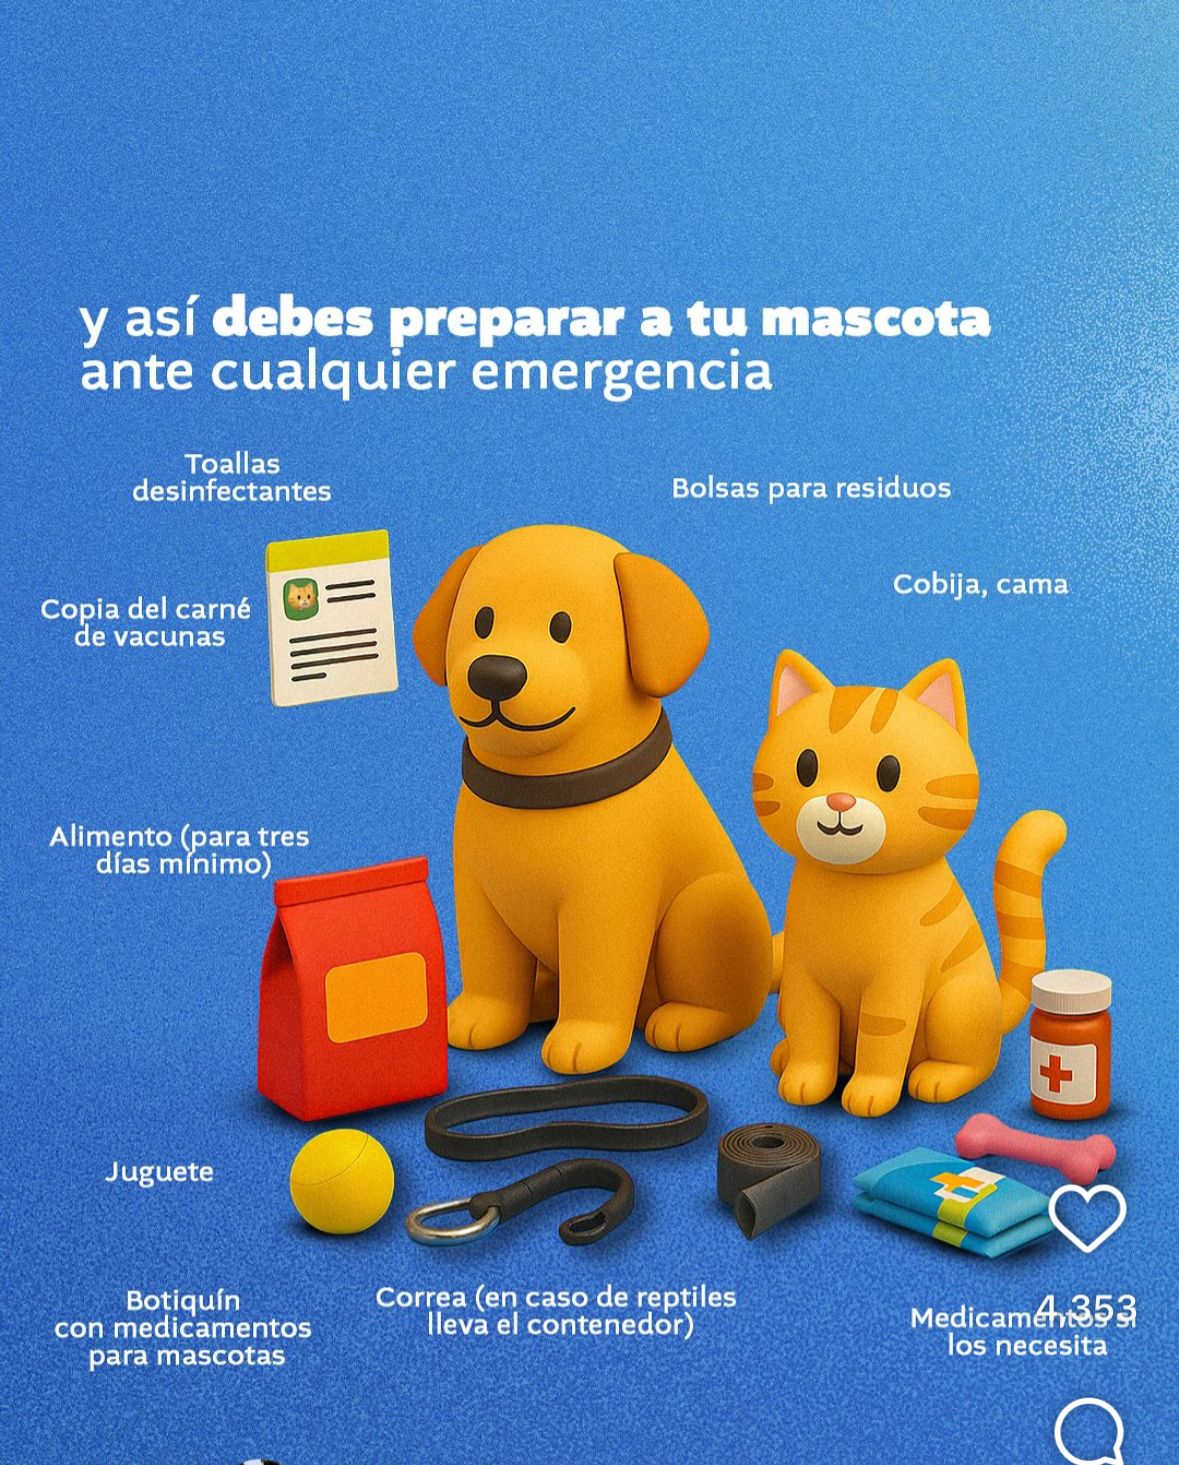 y así debes preparar a tu mascota
ante cualquier emergencia
Toallas
desinfectantes
Bolsas para residuos
Cobija, cama
Copia del carné
de vacunas
Alimento (para tres
días mínimo)
Juguete
Botiquín
con medicamentos
para mascotas
Correa (en caso de reptiles
lleva el contenedor)
Medicamentos si
los necesita
4,353